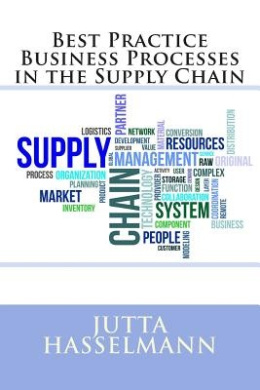 Best Practice
Business Processes
in the Supply Chain
PARTNER
LOGISTICS
NETWORK
DEVELOPMENT
SUPPLIER
VALUE
MATERIAL
CONVERSION
RESOURCES
DISTRIBUTION
SUPPLY
MANAGEMENT
RAW
ORIGINAL
PROCESS
ORGANIZATION
PLANNING
PRODUCT
MARKET
INVENTORY
CHAIN
TECHNOLOGY
PROVIDER
ACTIVITY
USER
STORAGE
FUNCTION
COLLABORATION
COMPLEX
COORDINATION
REMOTE
SYSTEM
COMPONENT
PEOPLE
CUSTOMER
MODELING
BUSINESS
JUTTA
HASSELMANN